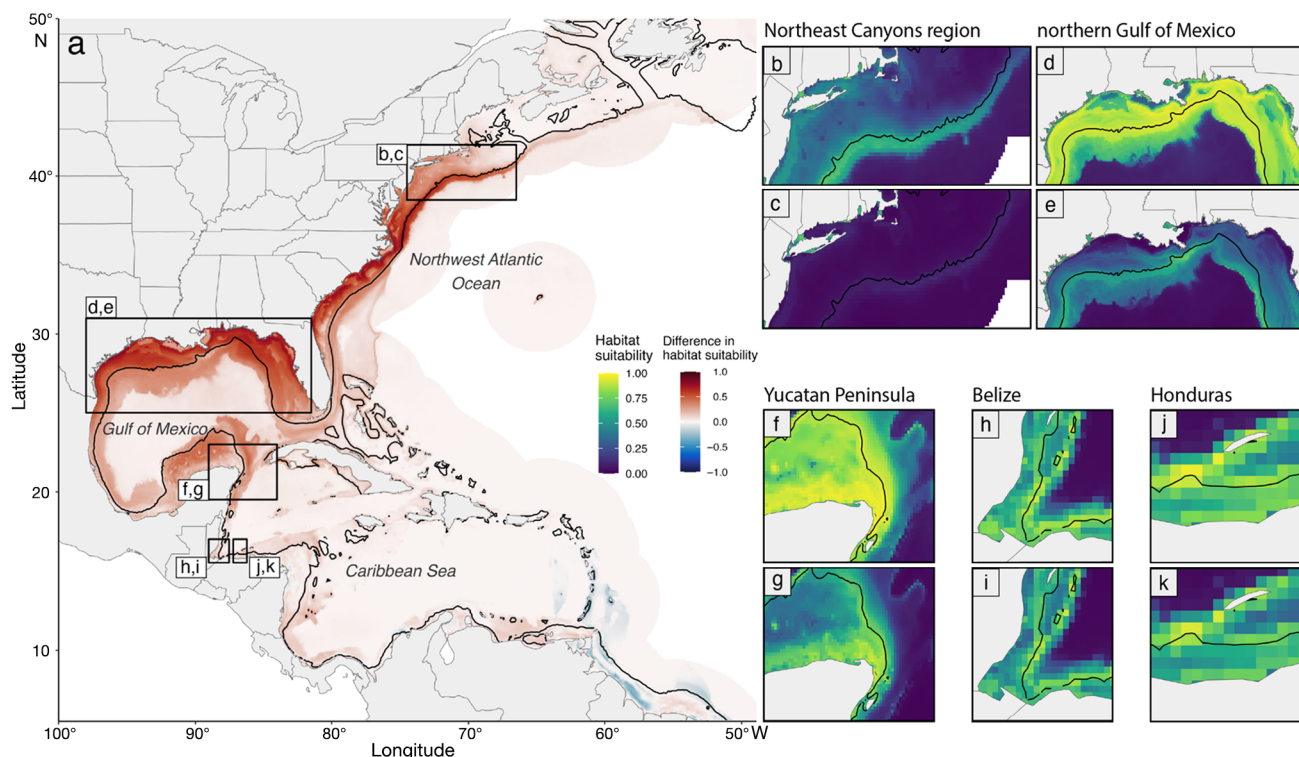 50°
N
a
40°
30
20
10
Latitude
100°
90°
80°
70°
60°
50°W
Longitude
b,c
d,e
f,g
h,i
j,k
Northwest Atlantic
Ocean
Gulf of Mexico
Caribbean Sea
Habitat
suitability
1.00
0.75
0.50
0.25
0.00
Difference in
habitat suitability
1.0
0.5
0.0
−0.5
−1.0
Northeast Canyons region
b
c
northern Gulf of Mexico
d
e
Yucatan Peninsula
f
g
Belize
h
i
Honduras
j
k